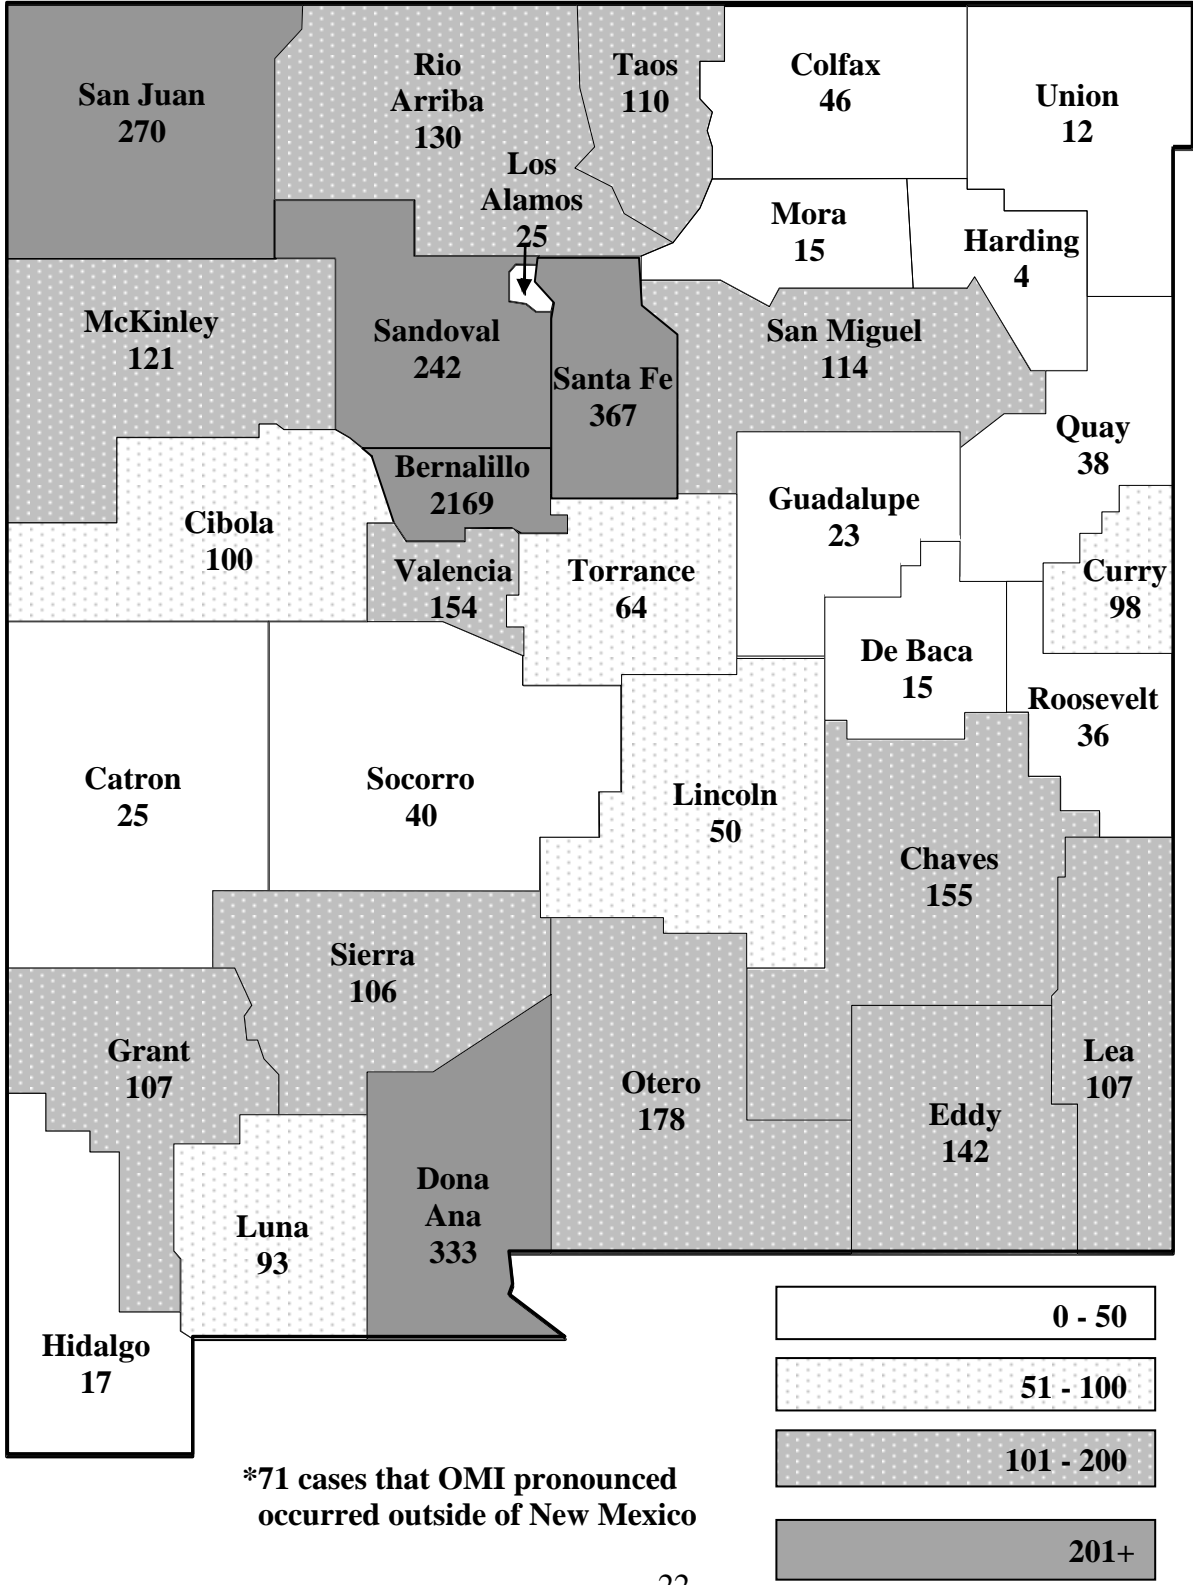 San Juan
270
Rio
Arriba
130
Taos
110
Colfax
46
Union
12
Los
Alamos
25
Mora
15
Harding
4
McKinley
121
Sandoval
242
Santa Fe
367
San Miguel
114
Quay
38
Bernalillo
2169
Guadalupe
23
Cibola
100
Valencia
154
Torrance
64
Curry
98
De Baca
15
Roosevelt
36
Catron
25
Socorro
40
Lincoln
50
Chaves
155
Sierra
106
Grant
107
Otero
178
Lea
107
Eddy
142
Dona
Ana
333
Luna
93
Hidalgo
17
0 - 50
51 - 100
101 - 200
201+
*71 cases that OMI pronounced
occurred outside of New Mexico
22